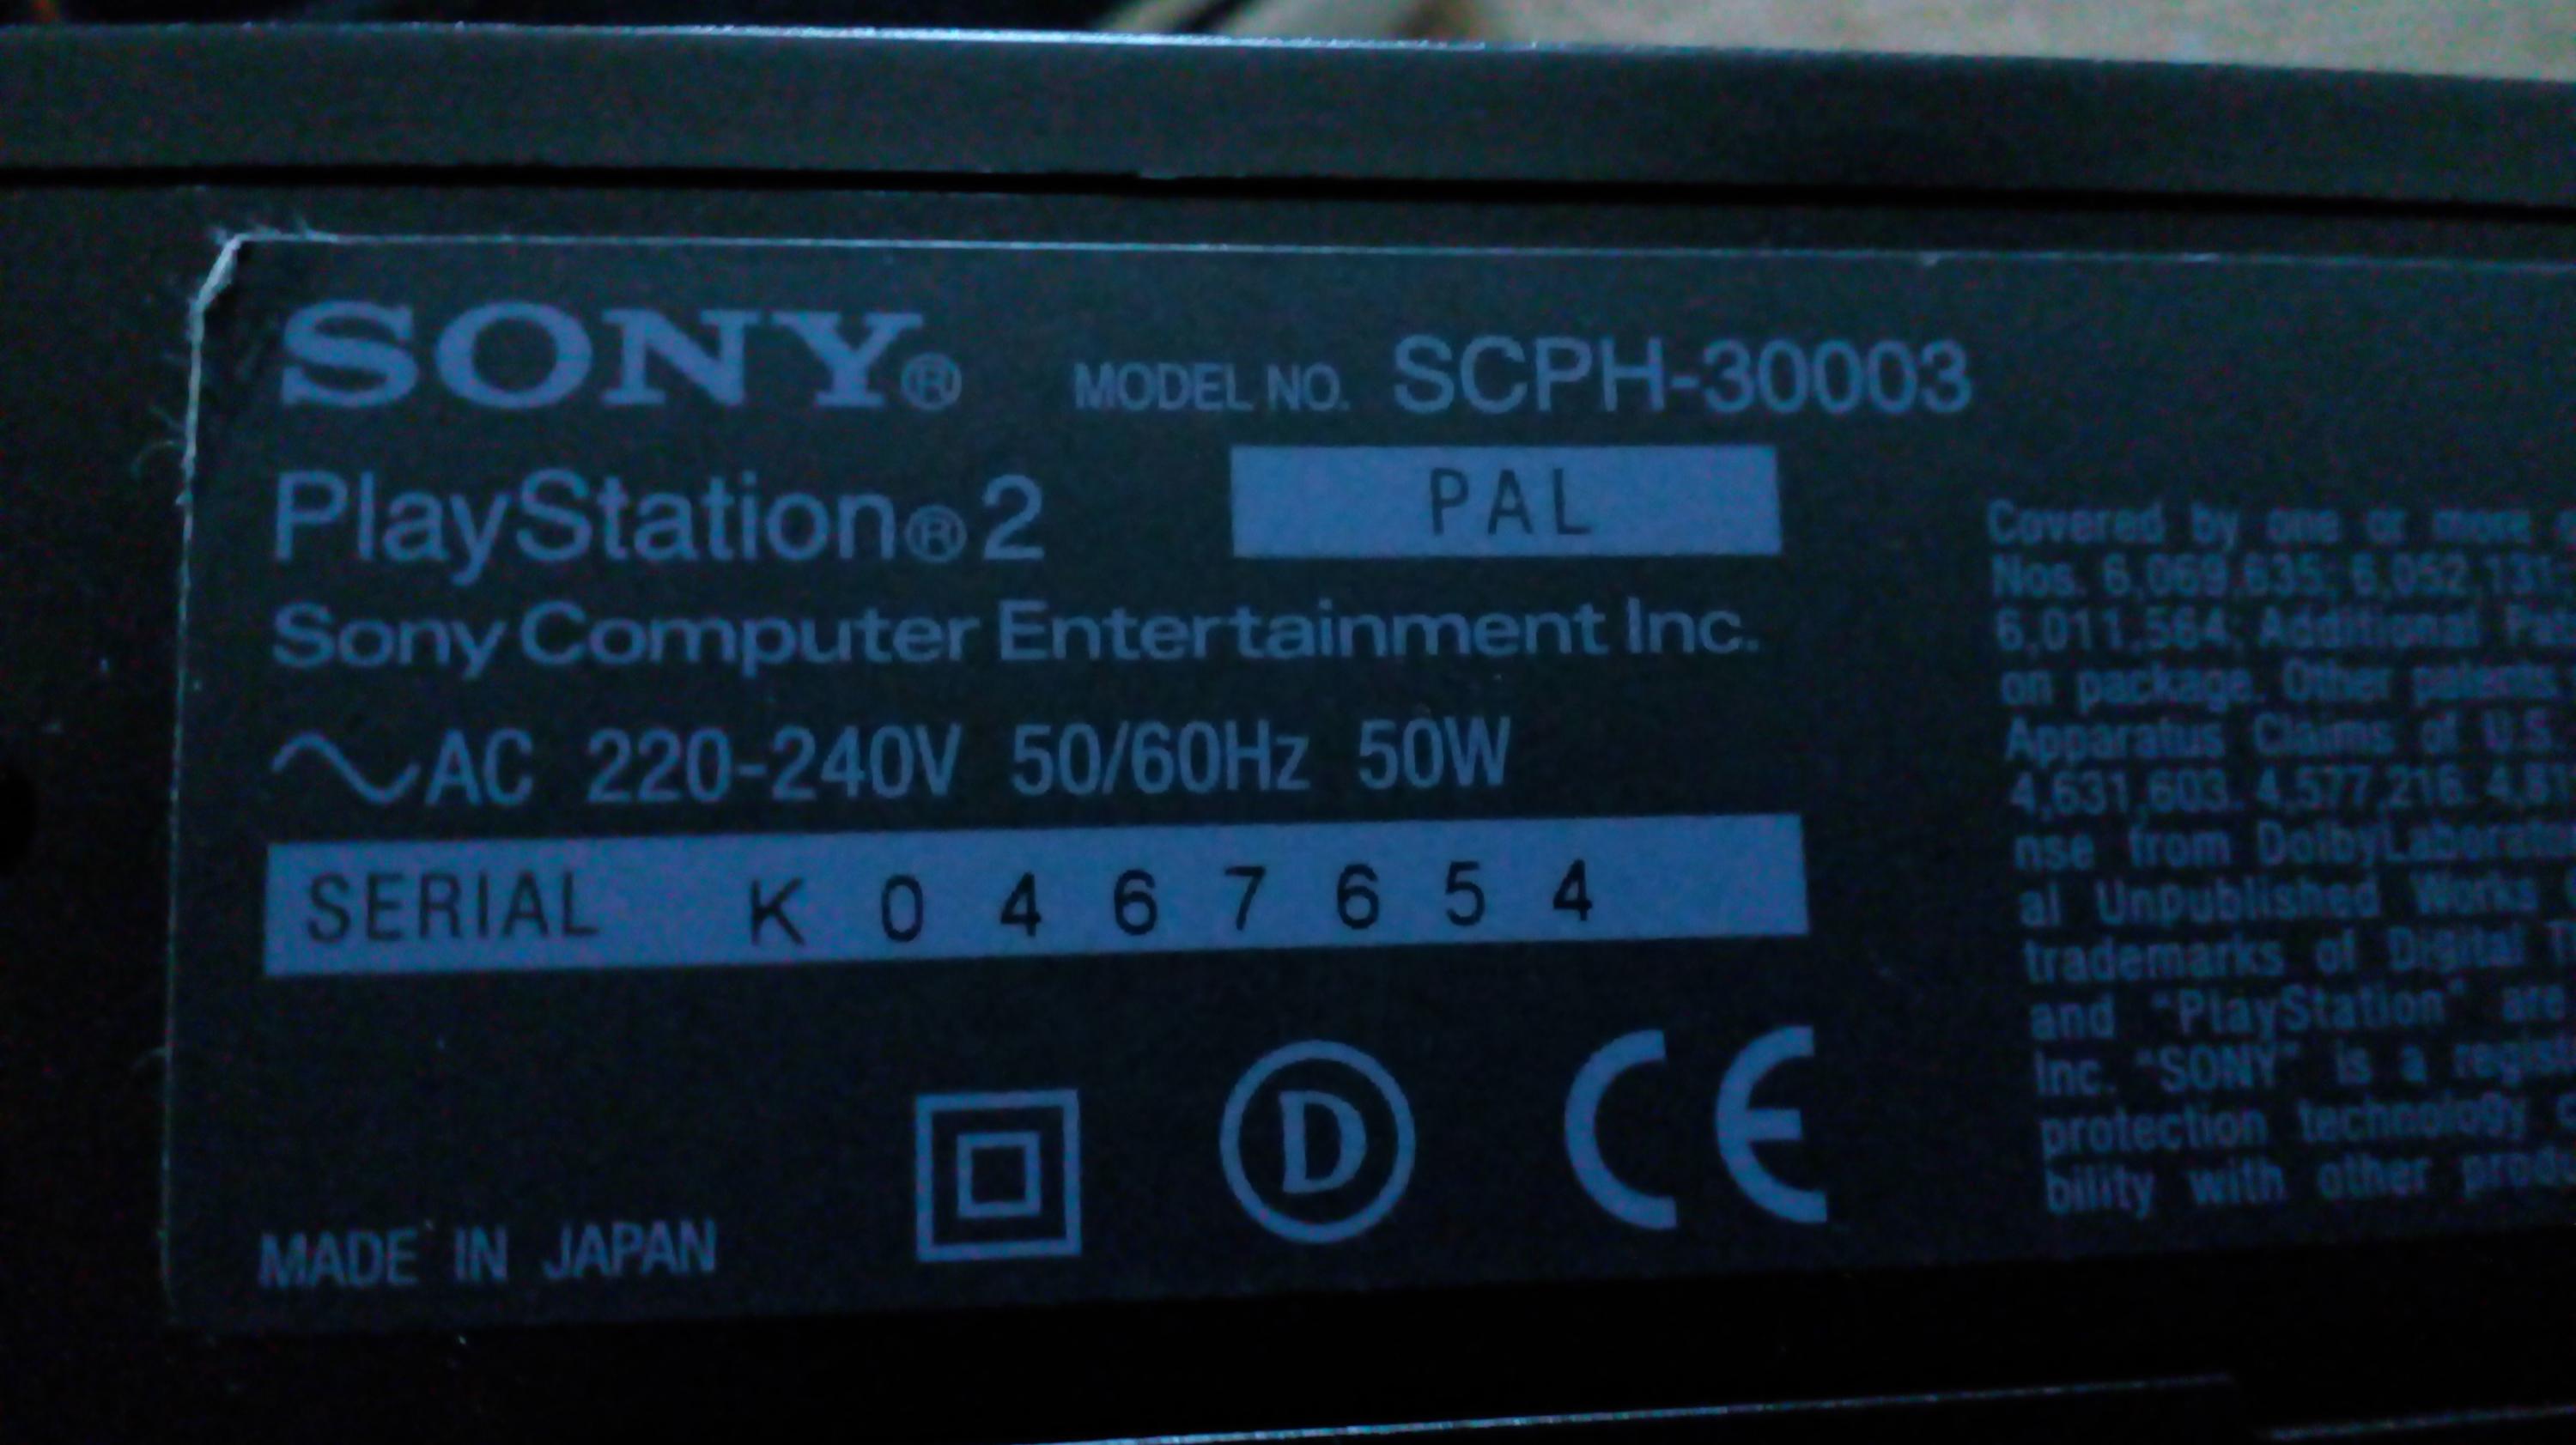 SONY® MODEL NO. SCPH-30003
PlayStation®2 PAL
Sony Computer Entertainment Inc.
AC 220-240V 50/60Hz 50W
SERIAL K 0 4 6 7 6 5 4
D CE
MADE IN JAPAN
Covered by one or more
Nos. 6,069,635; 6,052,131;
6,011,564; Additional
on package. Other patents
Apparatus Claims of U.S.
4,631,603. 4,577,216.
nse from
al Unpublished Works
trademarks of Digital
and "PlayStation" are
Inc. "SONY" is a
protection technology
bility with other